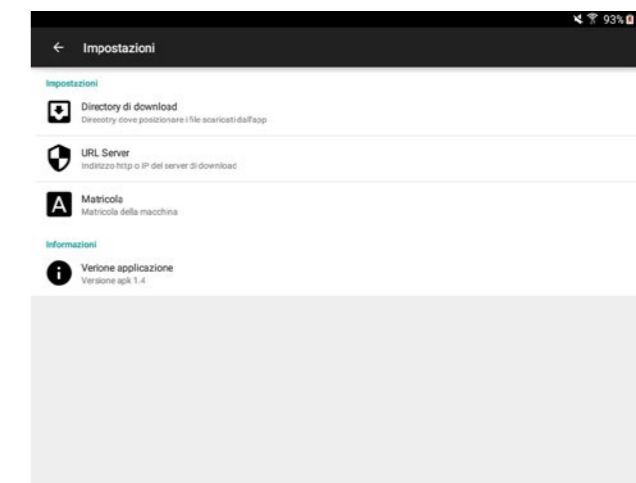 93%
Impostazioni
Impostazioni
Directory di download
Direcotry dove posizionare i file scaricati dall'app
URL Server
Indirizzo http o IP del server di download
A Matricola
Matricola della macchina
Informazioni
Verione applicazione
Versione apk 1.4